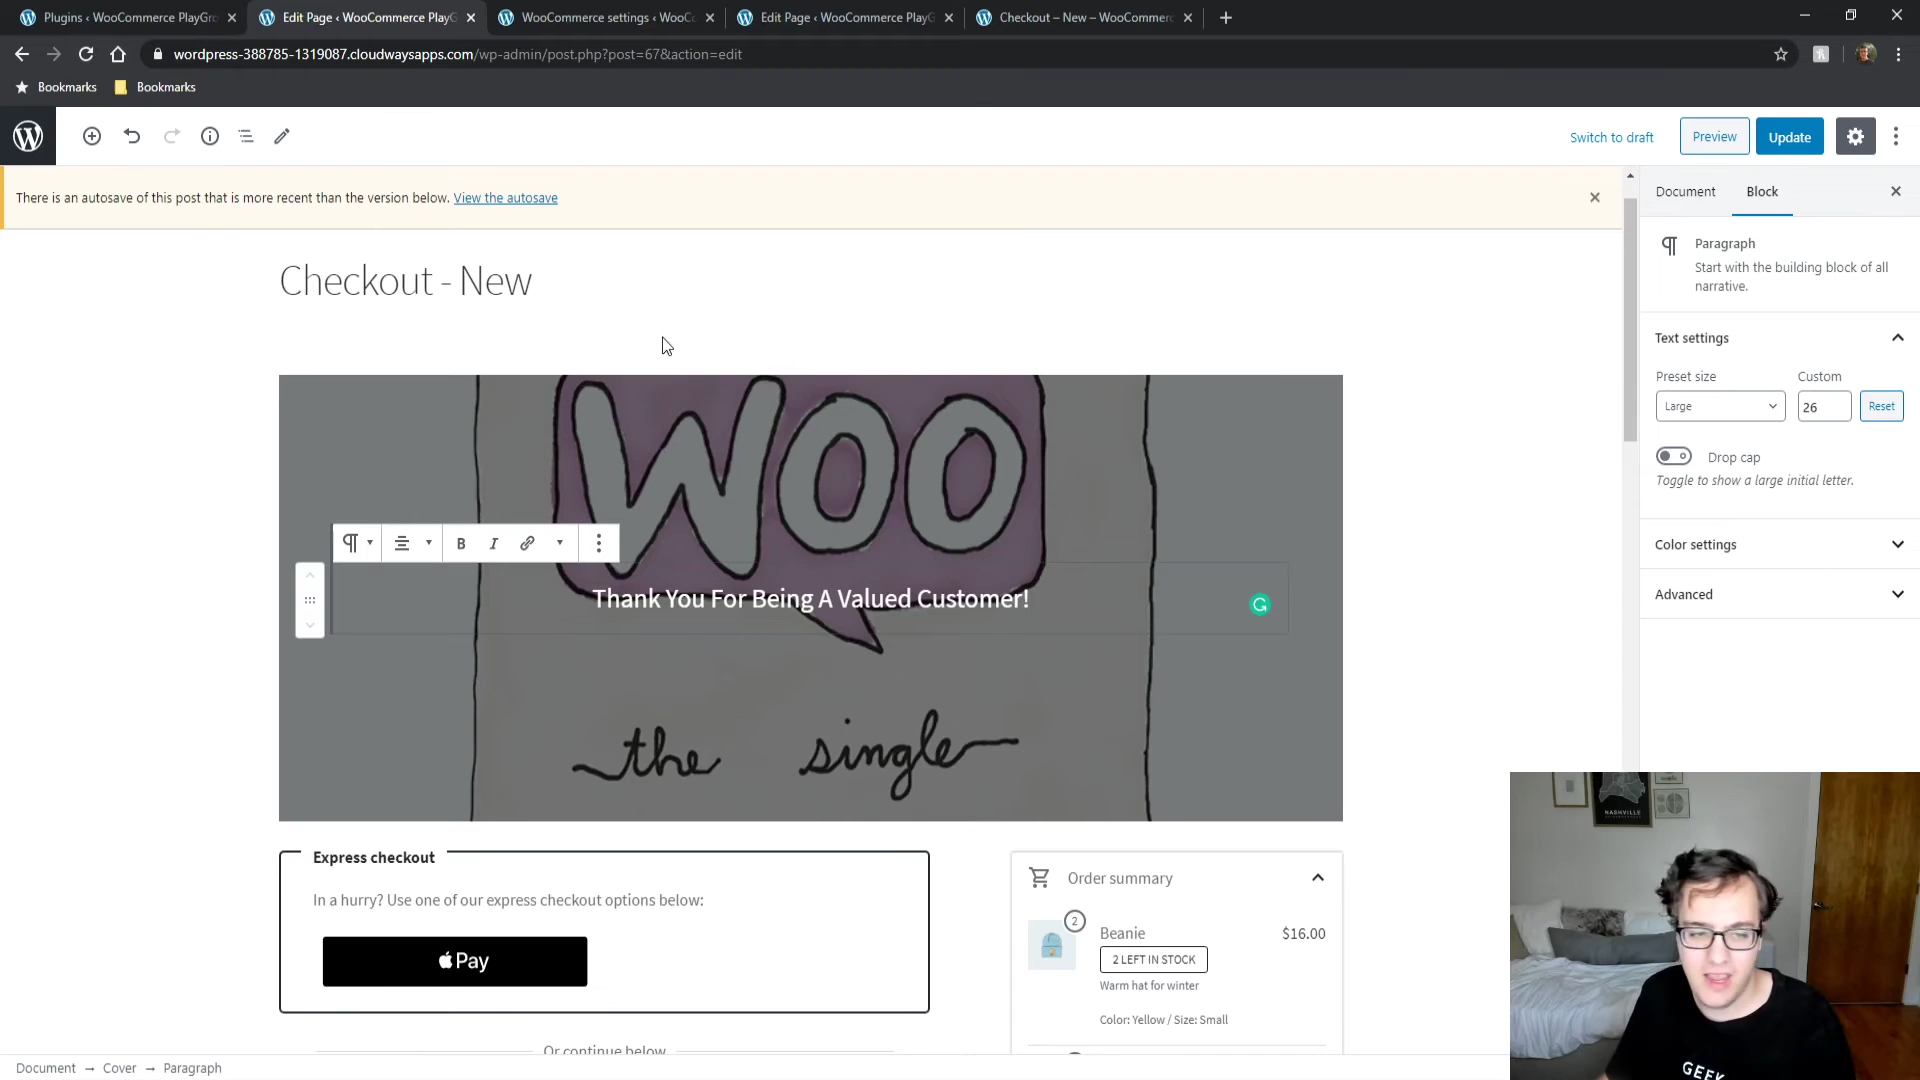 Plugins ‹ WooCommerce PlayGro
Edit Page ‹ WooCommerce PlayG
WooCommerce settings ‹ WooC
Edit Page ‹ WooCommerce PlayG
Checkout – New – WooCommerc
wordpress-388785-1319087.cloudwaysapps.com/wp-admin/post.php?post=67&action=edit
Bookmarks
Bookmarks
Switch to draft
Preview
Update
There is an autosave of this post that is more recent than the version below. View the autosave
Document
Block
Checkout - New
Paragraph
Start with the building block of all
narrative.
Text settings
Preset size
Custom
Large
26
Reset
Drop cap
Toggle to show a large initial letter.
Color settings
Advanced
WOO
B
I
Thank You For Being A Valued Customer!
the single
Express checkout
In a hurry? Use one of our express checkout options below:
Pay
Or continue below
Order summary
2
Beanie
$16.00
2 LEFT IN STOCK
Warm hat for winter
Color: Yellow / Size: Small
NASHVILLE
GEEK
Document → Cover → Paragraph